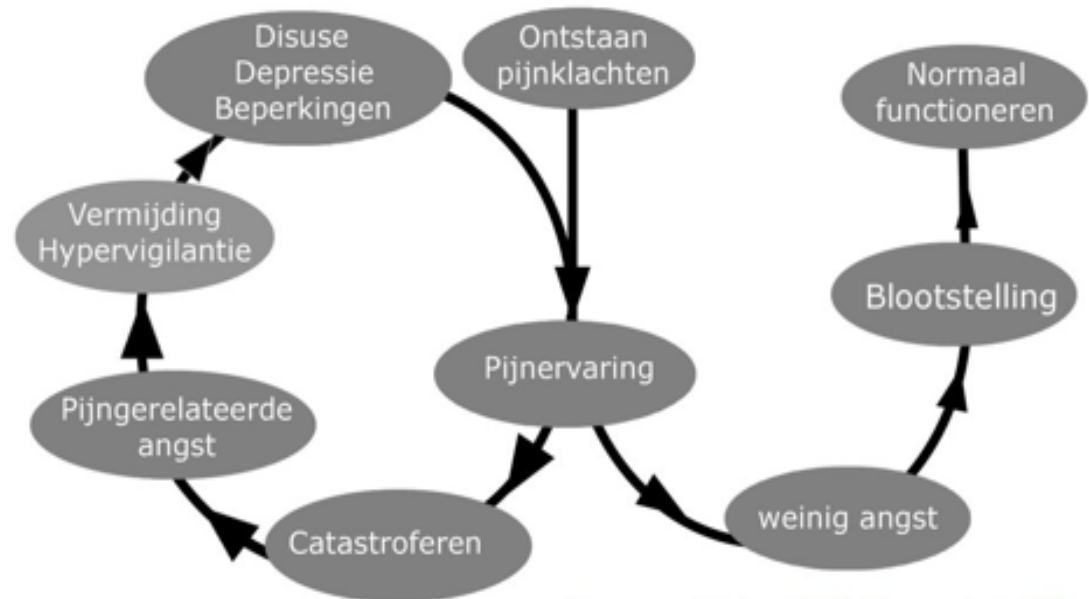 Disuse
Depressie
Beperkingen
Ontstaan
pijnklachten
Normaal
functioneren
Vermijding
Hypervigilantie
Blootstelling
Pijnervaring
Pijngerelateerde
angst
weinig angst
Catastroferen